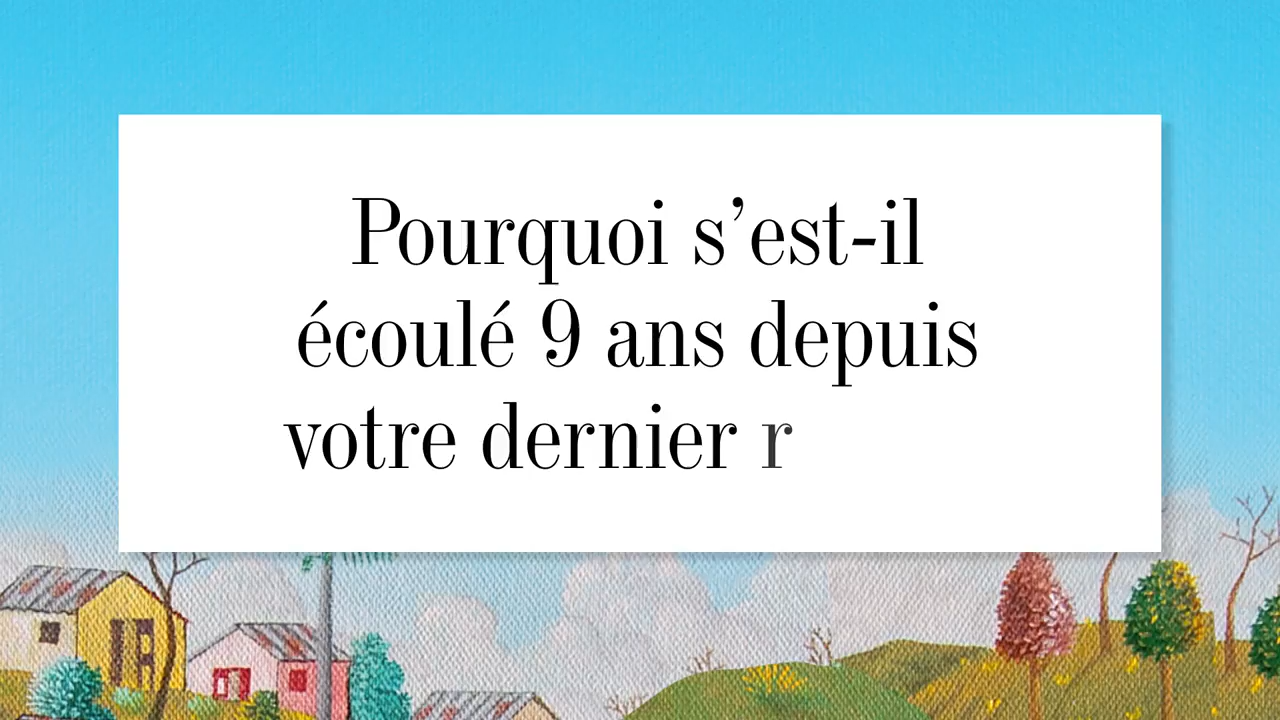 Pourquoi s’est-il
écoulé 9 ans depuis
votre dernier r